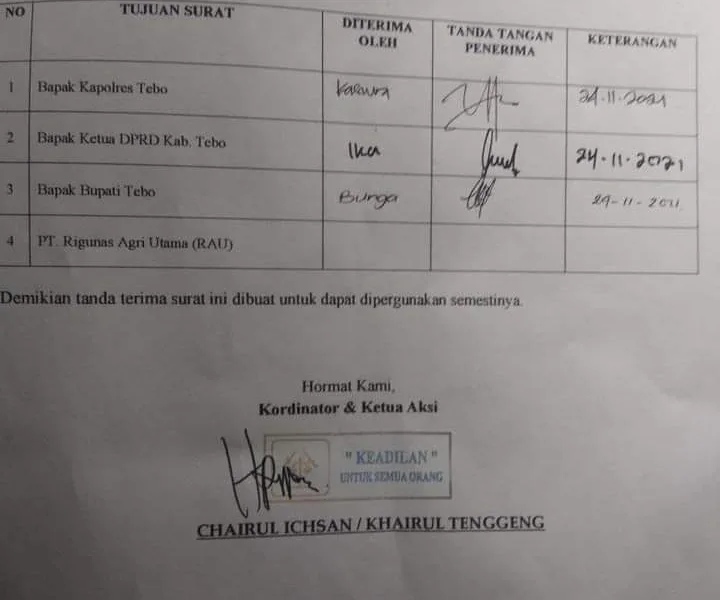 NO TUJUAN SURAT DITERIMA OLEH TANDA TANGAN PENERIMA KETERANGAN
1 Bapak Kapolres Tebo 24.11.2021
2 Bapak Ketua DPRD Kab. Tebo Ika 24.11.2021
3 Bapak Bupati Tebo Bunga
4 PT. Rigunas Agri Utama (RAU)
Demikian tanda terima surat ini dibuat untuk dapat dipergunakan semestinya.
Hormat Kami,
Kordinator & Ketua Aksi
" KEADILAN "
UNTUK SEMUA ORANG
CHAIRUL ICHSAN / KHAIRUL TENGGENG